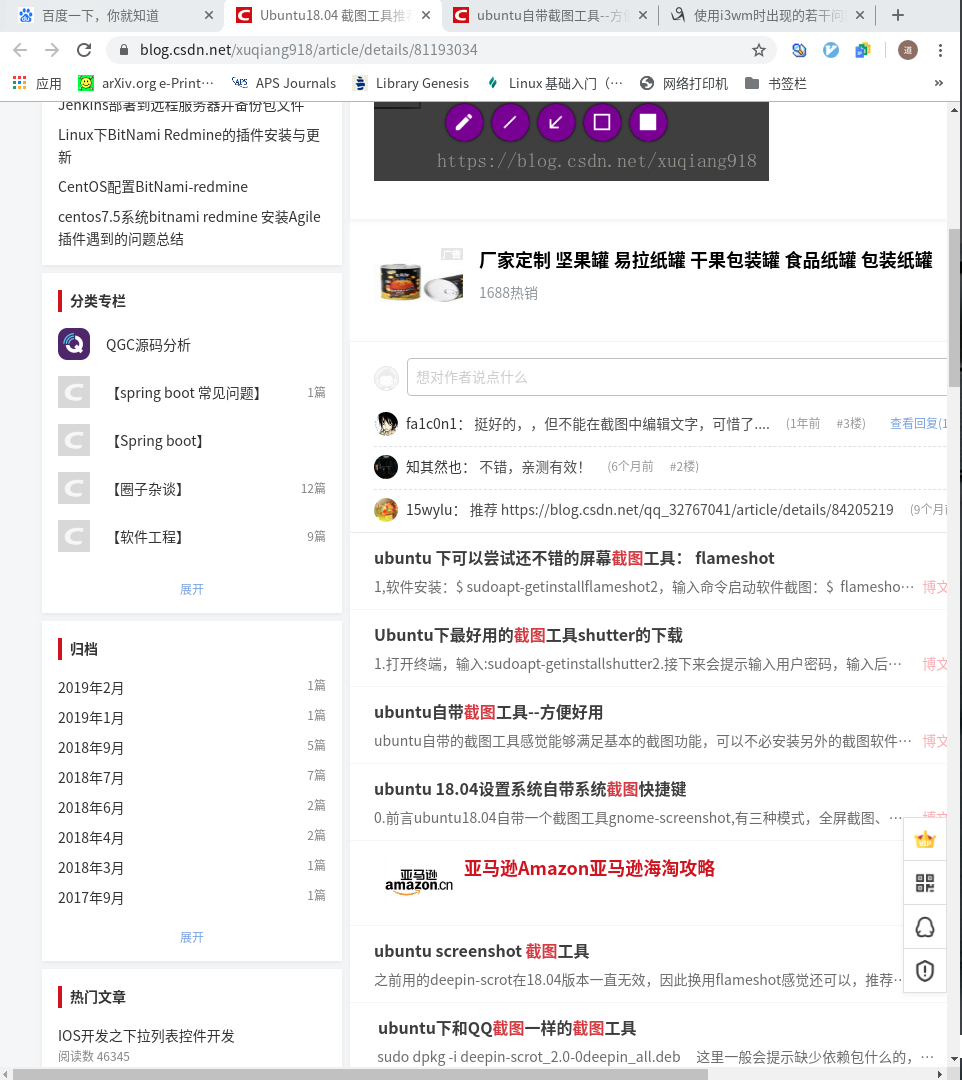 百度一下，你就知道
Ubuntu18.04 截图工具推荐
ubuntu自带截图工具--方便
使用i3wm时出现的若干问
blog.csdn.net/xuqiang918/article/details/81193034
道
应用
arXiv.org e-Print…
APS Journals
Library Genesis
Linux 基础入门（…
网络打印机
书签栏
»
Jenkins部署到远程服务器并备份包文件
Linux下BitNami Redmine的插件安装与更
新
CentOS配置BitNami-redmine
centos7.5系统bitnami redmine 安装Agile
插件遇到的问题总结
分类专栏
QGC源码分析
【spring boot 常见问题】 1篇
【Spring boot】
【圈子杂谈】 12篇
【软件工程】 9篇
展开
归档
2019年2月 1篇
2019年1月 1篇
2018年9月 5篇
2018年7月 7篇
2018年6月 2篇
2018年4月 2篇
2018年3月 1篇
2017年9月 1篇
展开
热门文章
IOS开发之下拉列表控件开发
阅读数 46345
https://blog.csdn.net/xuqiang918
广告
厂家定制 坚果罐 易拉纸罐 干果包装罐 食品纸罐 包装纸罐
1688热销
想对作者说点什么
fa1c0n1： 挺好的，，但不能在截图中编辑文字，可惜了.... (1年前 #3楼) 查看回复(1
知其然也： 不错，亲测有效！ (6个月前 #2楼)
15wylu： 推荐 https://blog.csdn.net/qq_32767041/article/details/84205219 (9个月前
ubuntu 下可以尝试还不错的屏幕截图工具： flameshot
1,软件安装：$ sudoapt-getinstallflameshot2，输入命令启动软件截图：$ flamesho… 博文
Ubuntu下最好用的截图工具shutter的下载
1.打开终端，输入:sudoapt-getinstallshutter2.接下来会提示输入用户密码，输入后… 博文
ubuntu自带截图工具--方便好用
ubuntu自带的截图工具感觉能够满足基本的截图功能，可以不必安装另外的截图软件… 博文
ubuntu 18.04设置系统自带系统截图快捷键
0.前言ubuntu18.04自带一个截图工具gnome-screenshot,有三种模式，全屏截图、… 博文
亚马逊
amazon.cn
亚马逊Amazon亚马逊海淘攻略
ubuntu screenshot 截图工具
之前用的deepin-scrot在18.04版本一直无效，因此换用flameshot感觉还可以，推荐…
ubuntu下和QQ截图一样的截图工具
sudo dpkg -i deepin-scrot_2.0-0deepin_all.deb 这里一般会提示缺少依赖包什么的，…